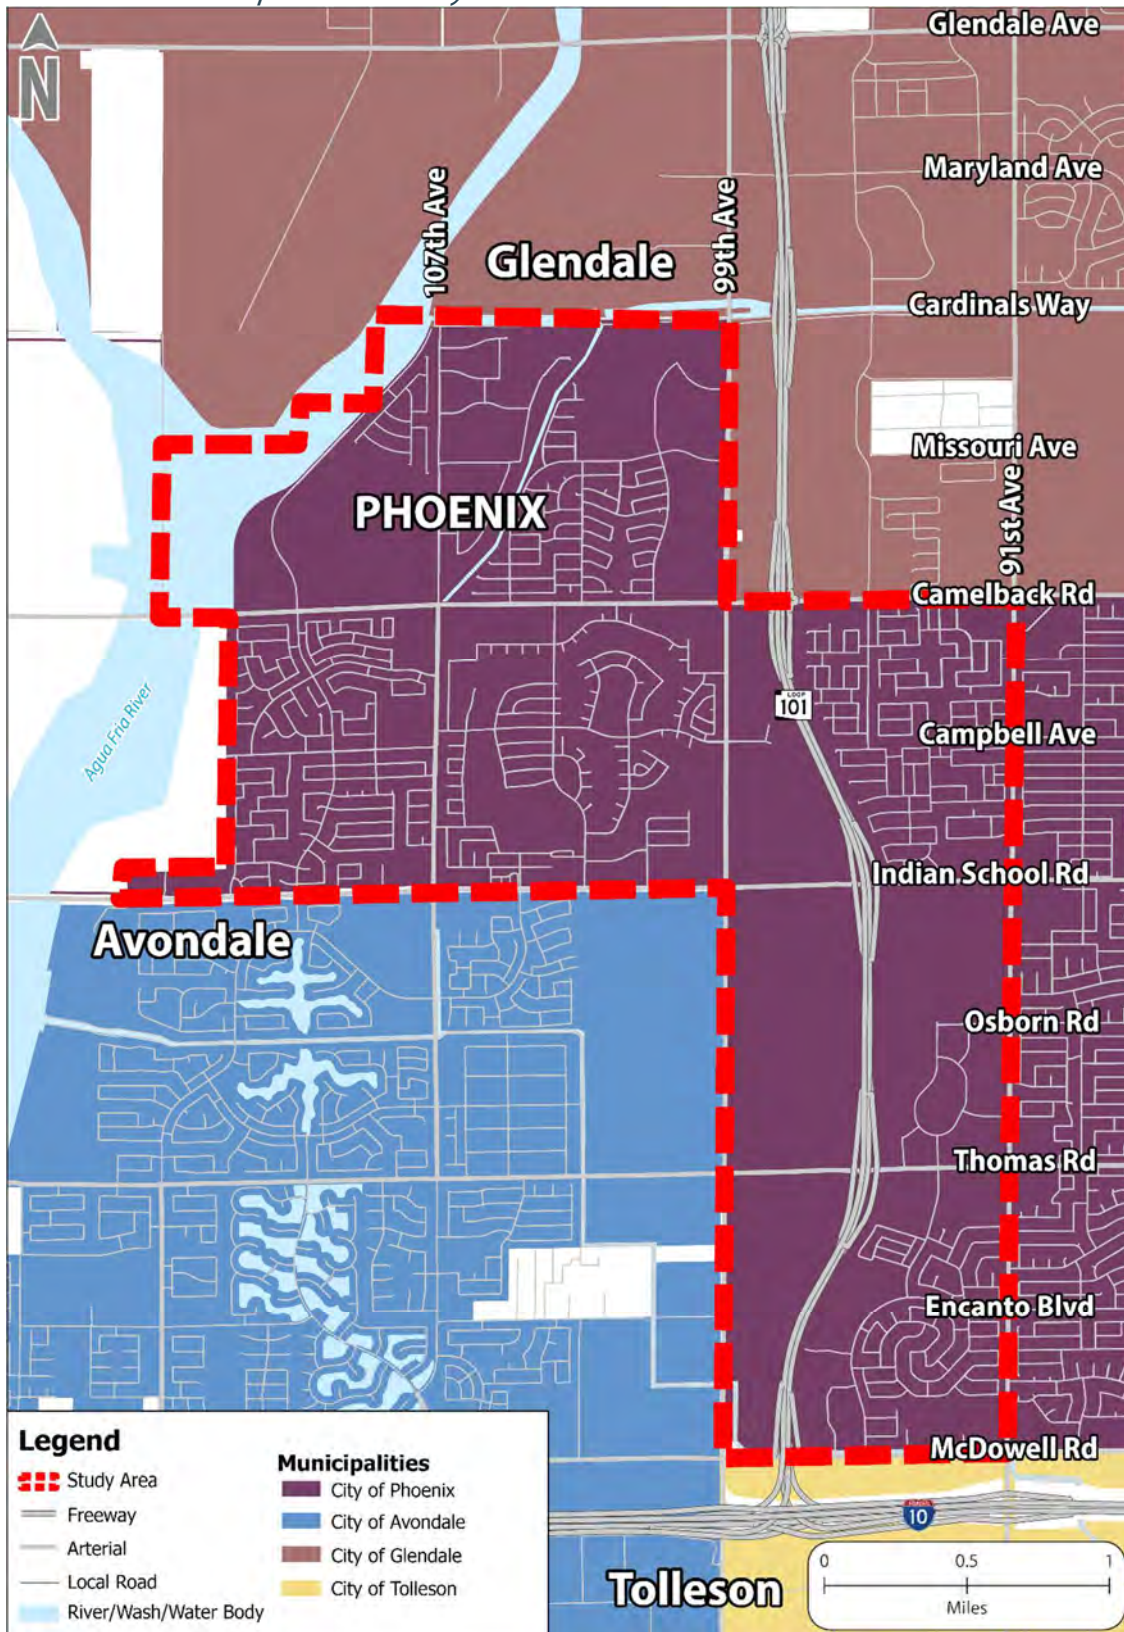 Glendale Ave
N
Maryland Ave
107th Ave
99th Ave
Glendale
Cardinals Way
Missouri Ave
PHOENIX
91st Ave
Camelback Rd
LOOP
101
Agua Fria River
Campbell Ave
Indian School Rd
Avondale
Osborn Rd
Thomas Rd
Encanto Blvd
McDowell Rd
Legend
Study Area
Freeway
Arterial
Local Road
River/Wash/Water Body
Municipalities
City of Phoenix
City of Avondale
City of Glendale
City of Tolleson
10
Tolleson
0 0.5 1
Miles